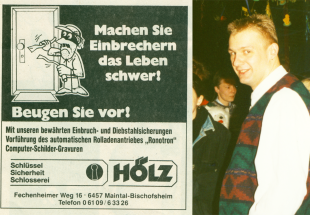 Machen Sie
Einbrechern
das Leben
schwer!
Beugen Sie vor!
Mit unseren bewährten Einbruch- und Diebstahlsicherungen
Vorführung des automatischen Rolladenantriebes „Ronotron"
Computer-Schilder-Gravuren
Schlüssel
Sicherheit
Schlosserei
HÖLZ
Fechenheimer Weg 16 · 6457 Maintal-Bischofsheim
Telefon 0 61 09 / 6 33 26